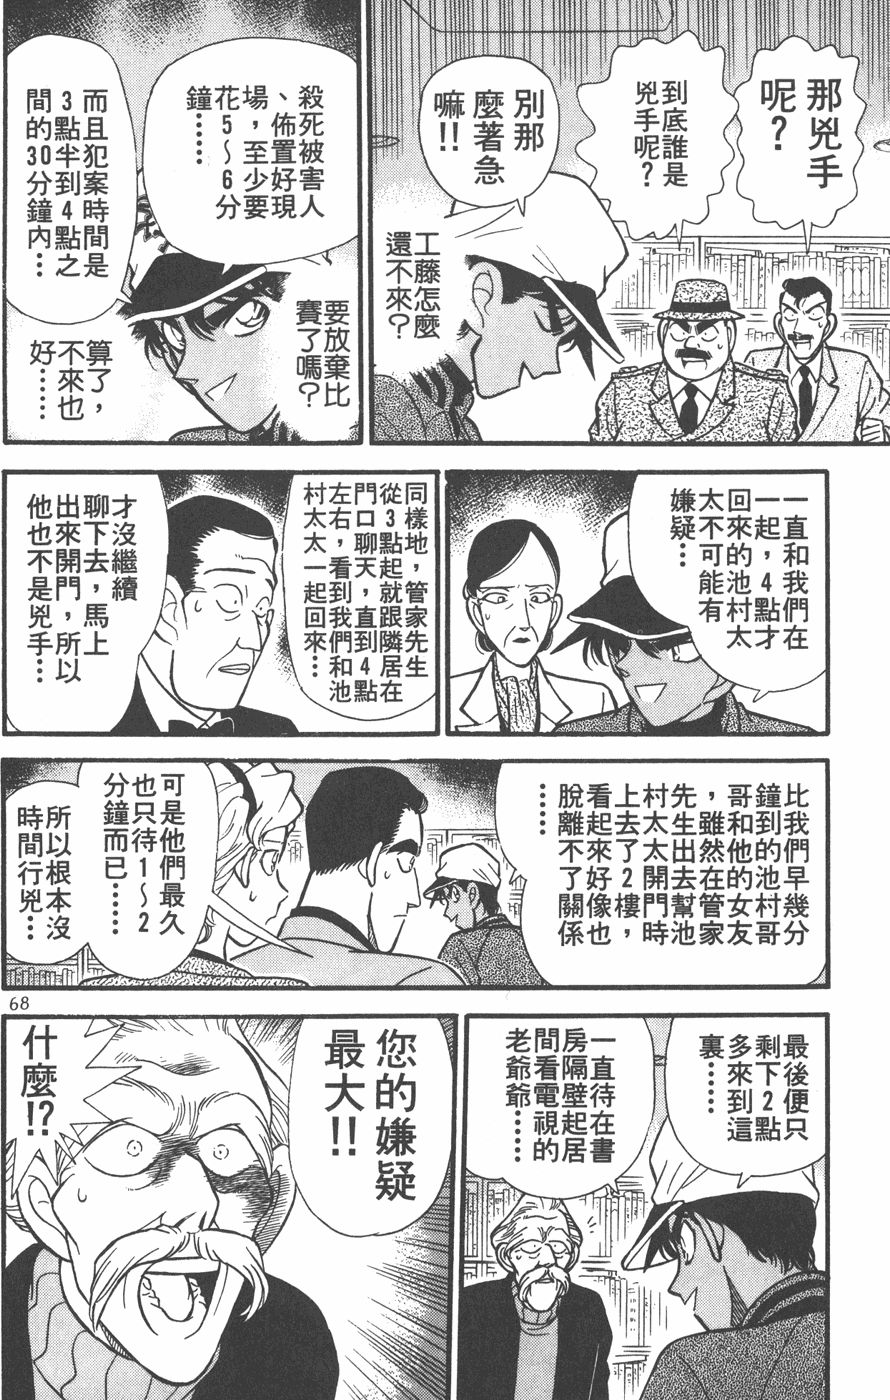 那兇手
呢？
到底誰是
兇手呢？
別那
麼著急
嘛!!
工藤怎麼
還不來？
殺死被害人
、佈置好現
場，至少要
花5～6分
鐘……
而且犯案時間是
3點半到4點之
間的30分鐘內…
要放棄比
賽了嗎？
算了，
不來也
好……
一直和我們在
一起，4點才
回來的池村太
太不可能有
嫌疑…
同樣地，管家先生
從3點起就跟隣居在
門口聊天，直到4點
左右，看到我們和池
村太太一起回來…
才沒繼續
聊下去，馬上
出來開門，所以
他也不是兇手…
比我們早幾分
鐘到的池村哥
哥和他的女友
，雖然在管家
先生出去幫池
村太太開門時
上去了2樓，
看起來好像也
脫離不了關係
……
可是他們最久
也只待1～2
分鐘而已……
所以根本沒
時間行兇…
68
最後便只
剩下2點
多來到這
裏……
一直待在書
房隔壁起居
間看電視的
老爺爺……
您的嫌疑
最大!!
什麼!?